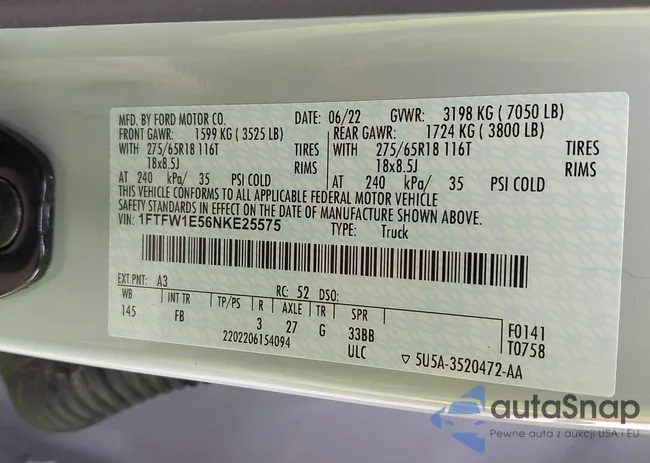 MFD. BY FORD MOTOR CO. DATE: 06/22 GVWR: 3198 KG ( 7050 LB)
FRONT GAWR: 1599 KG ( 3525 LB) REAR GAWR: 1724 KG ( 3800 LB)
WITH 275/65R18 116T TIRES WITH 275/65R18 116T TIRES
18x8.5J RIMS 18x8.5J RIMS
AT 240 kPa/ 35 PSI COLD AT 240 kPa/ 35 PSI COLD
THIS VEHICLE CONFORMS TO ALL APPLICABLE FEDERAL MOTOR VEHICLE
SAFETY STANDARDS IN EFFECT ON THE DATE OF MANUFACTURE SHOWN ABOVE.
VIN: 1FTFW1E56NKE25575 TYPE: Truck
EXT PNT: A3 RC: 52 DSO:
WB INT TR TP/PS R AXLE TR SPR
145 FB 3 27 G 33BB F0141
2202206154094 ULC T0758
5U5A-3520472-AA
autaSnap
Pewne auta z aukcji USA i EU